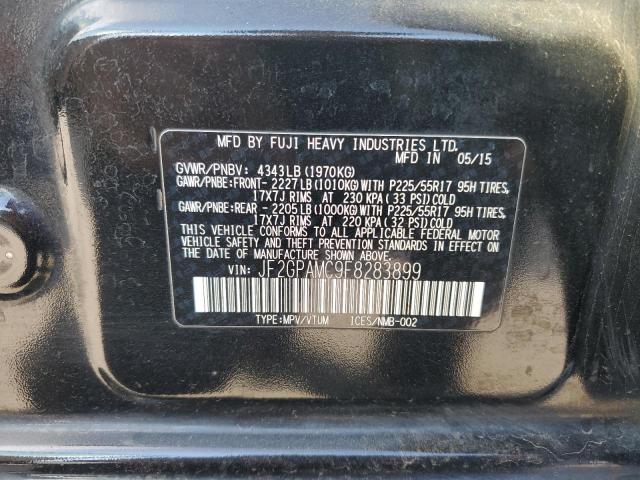 MFD BY FUJI HEAVY INDUSTRIES LTD.
MFD IN 05/15
GVWR/PNBV: 4343LB(1970KG)
GAWR/PNBE:FRONT- 2227LB(1010KG)WITH P225/55R17 95H TIRES,
17X7J RIMS AT 230 KPA( 33 PSI)COLD
GAWR/PNBE:REAR - 2205LB(1000KG)WITH P225/55R17 95H TIRES,
17X7J RIMS AT 220 KPA( 32 PSI)COLD
THIS VEHICLE CONFORMS TO ALL APPLICABLE FEDERAL MOTOR
VEHICLE SAFETY AND THEFT PREVENTION STANDARDS IN EFFECT ON
THE DATE OF MANUFACTURE SHOWN ABOVE.
VIN: JF2GPAMC9F8283899
TYPE:MPV/VTUM ICES/NMB-002